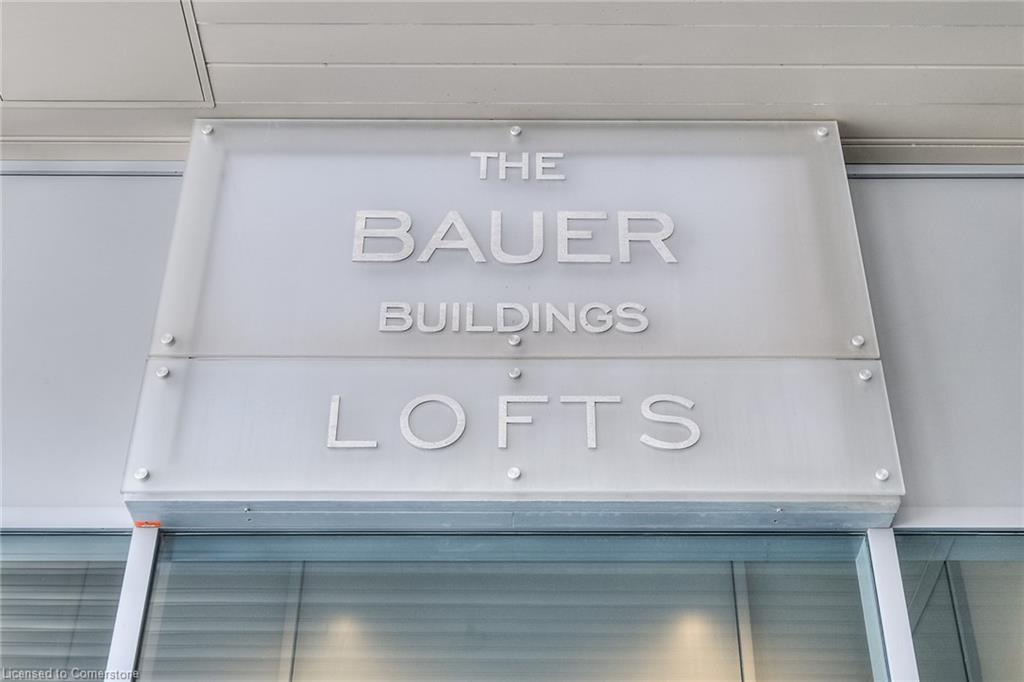 THE
BAUER
BUILDINGS
LOFTS
Licensed to Cornerstone